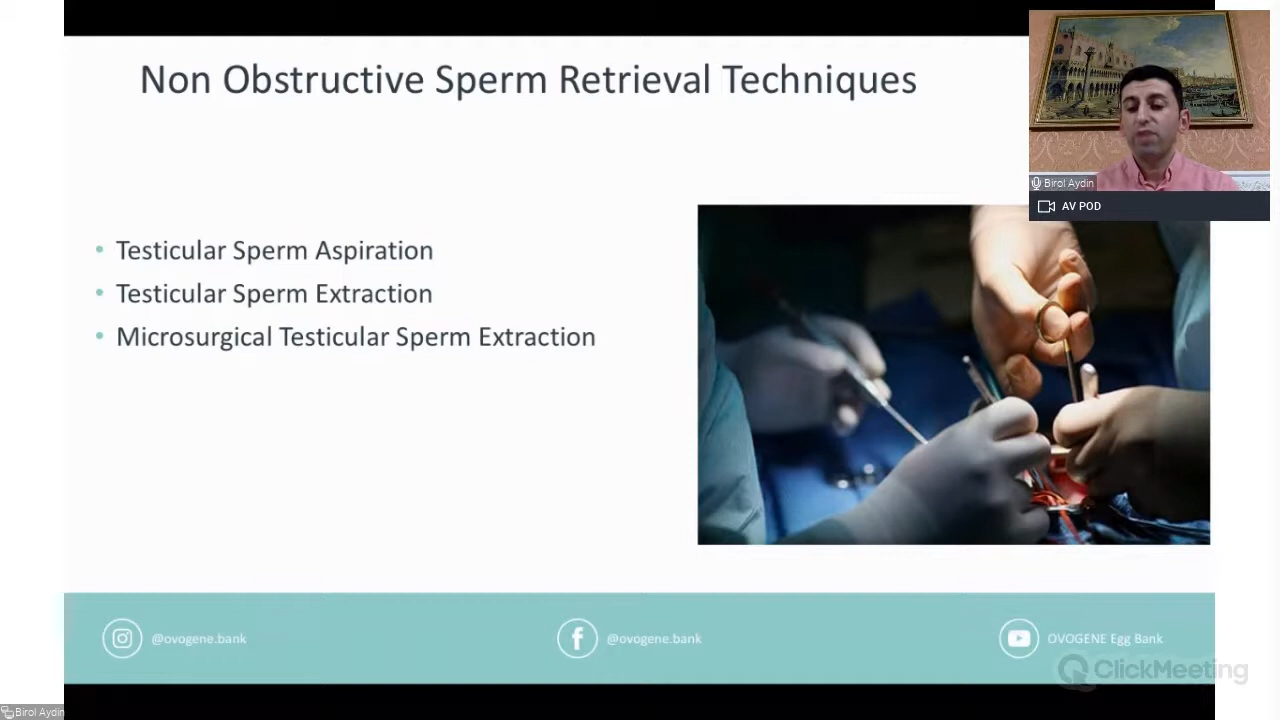 Non Obstructive Sperm Retrieval Techniques
Birol Aydin
AV POD
• Testicular Sperm Aspiration
• Testicular Sperm Extraction
• Microsurgical Testicular Sperm Extraction
@ovogene.bank
@ovogene.bank
OVOGENE Egg Bank
ClickMeeting
Birol Aydin